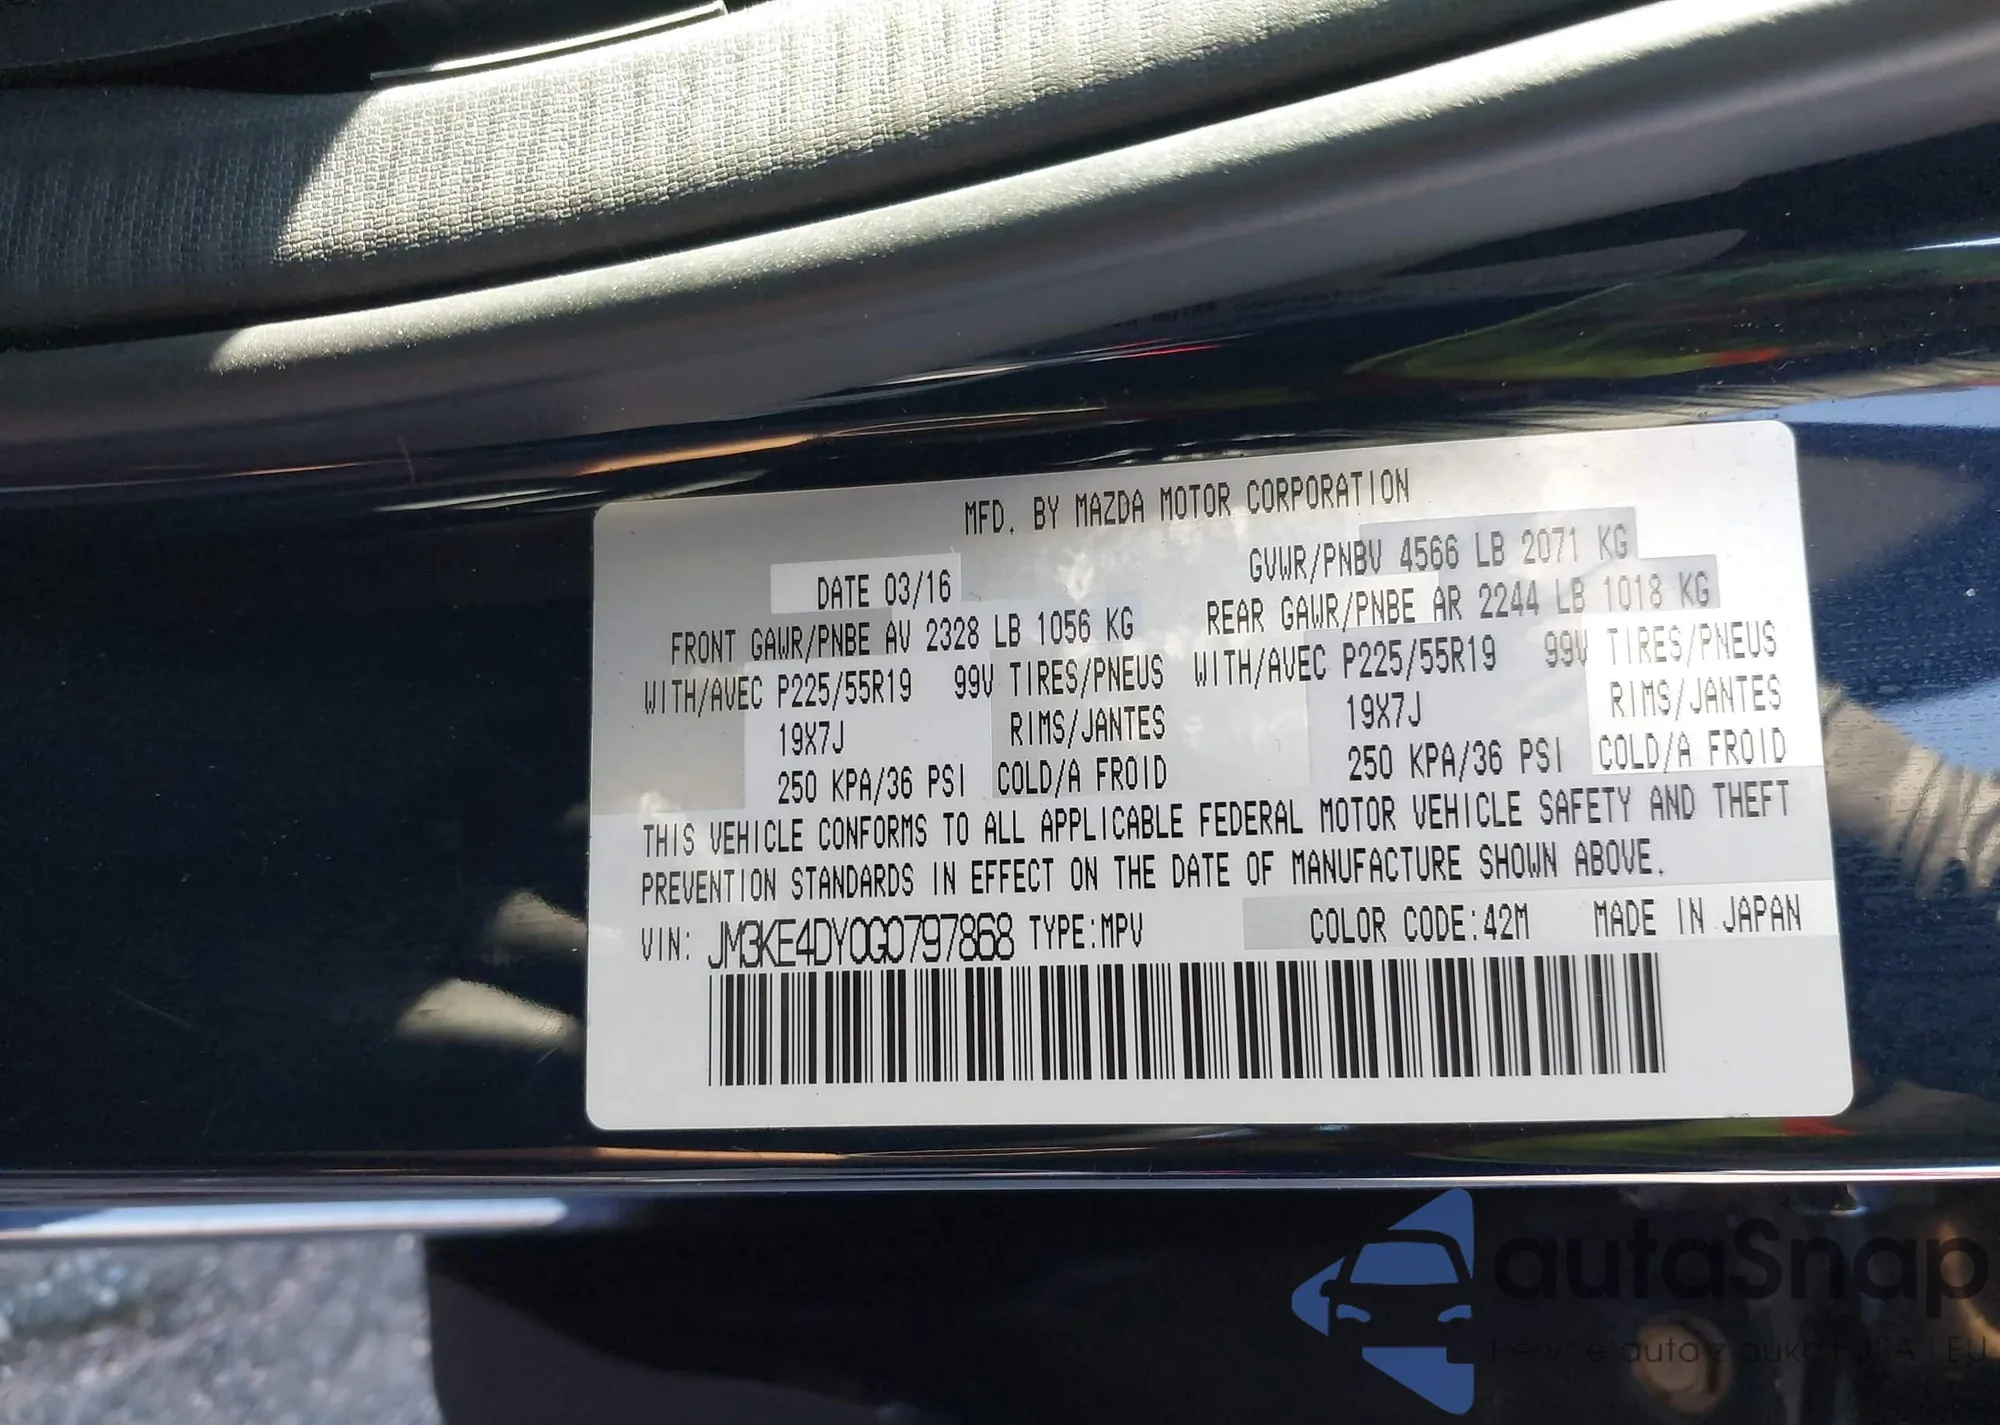 MFD. BY MAZDA MOTOR CORPORATION
DATE 03/16 GVWR/PNBV 4566 LB 2071 KG
FRONT GAWR/PNBE AV 2328 LB 1056 KG REAR GAWR/PNBE AR 2244 LB 1018 KG
WITH/AVEC P225/55R19 99V TIRES/PNEUS WITH/AVEC P225/55R19 99V TIRES/PNEUS
19X7J RIMS/JANTES 19X7J RIMS/JANTES
250 KPA/36 PSI COLD/A FROID 250 KPA/36 PSI COLD/A FROID
THIS VEHICLE CONFORMS TO ALL APPLICABLE FEDERAL MOTOR VEHICLE SAFETY AND THEFT
PREVENTION STANDARDS IN EFFECT ON THE DATE OF MANUFACTURE SHOWN ABOVE.
VIN: JM3KE4DY0G0797868 TYPE:MPV COLOR CODE:42M MADE IN JAPAN
autaSnap
auta z USA i EU